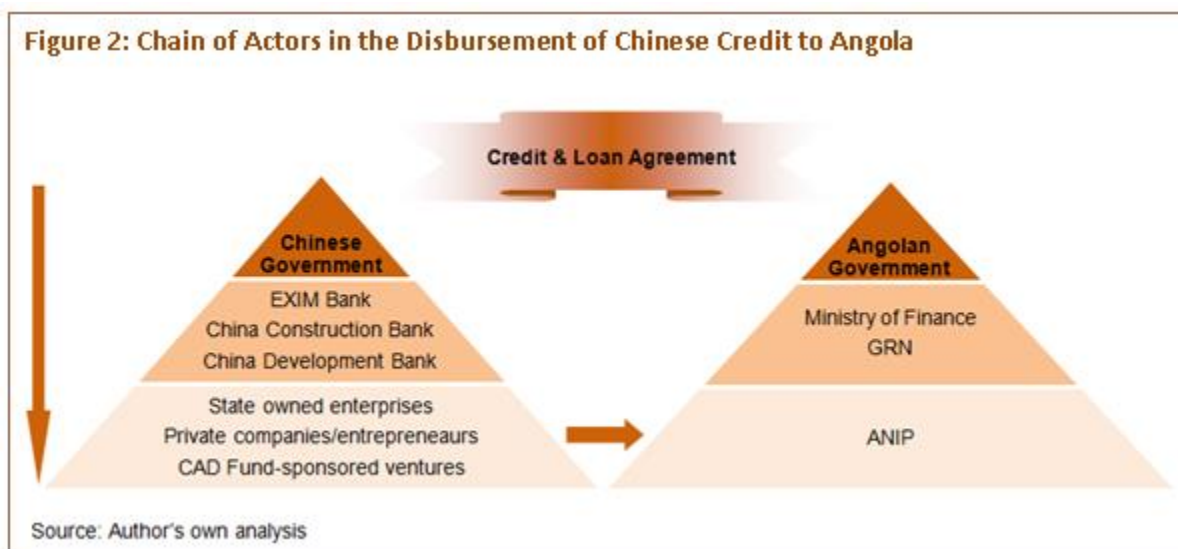 Figure 2: Chain of Actors in the Disbursement of Chinese Credit to Angola
Credit & Loan Agreement
Chinese
Government
EXIM Bank
China Construction Bank
China Development Bank
State owned enterprises
Private companies/entrepreneaurs
CAD Fund-sponsored ventures
Angolan
Government
Ministry of Finance
GRN
ANIP
Source: Author's own analysis